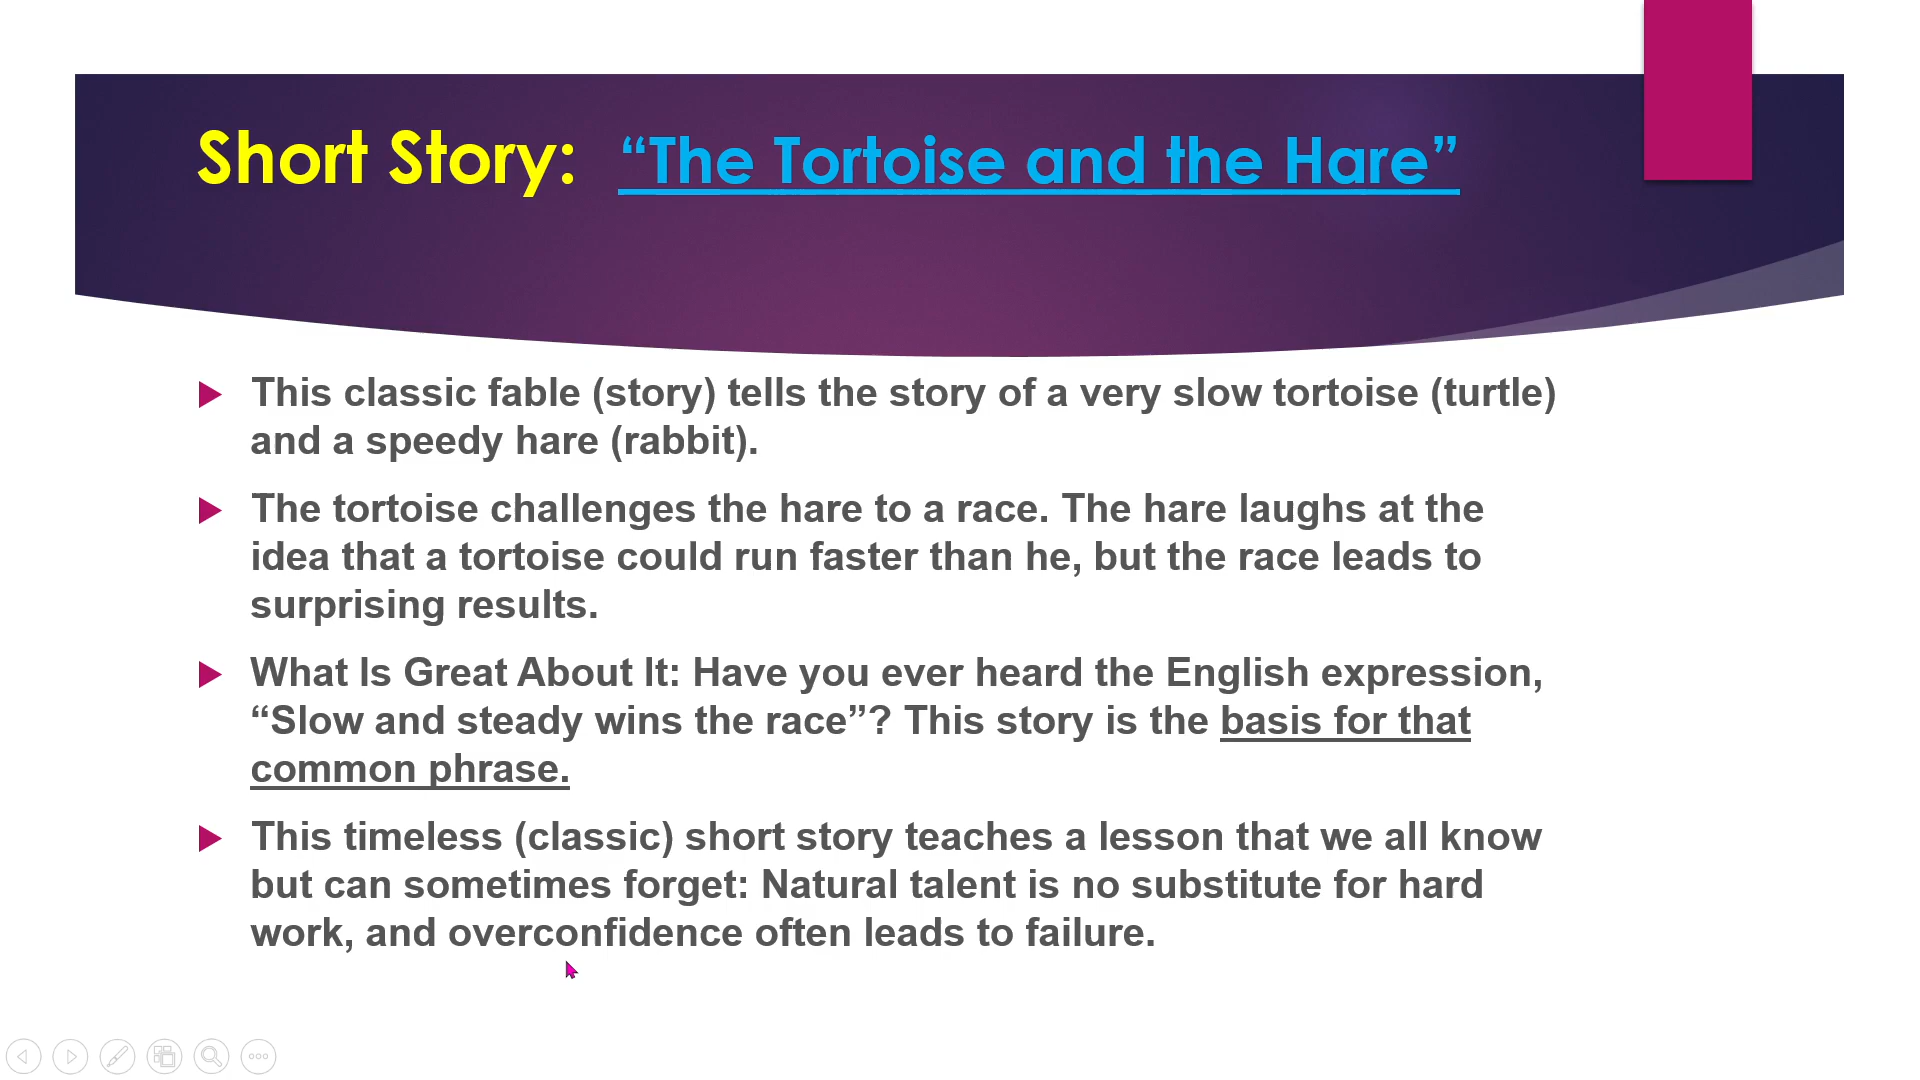 Short Story: “The Tortoise and the Hare”
This classic fable (story) tells the story of a very slow tortoise (turtle)
and a speedy hare (rabbit).
The tortoise challenges the hare to a race. The hare laughs at the
idea that a tortoise could run faster than he, but the race leads to
surprising results.
What Is Great About It: Have you ever heard the English expression,
“Slow and steady wins the race”? This story is the basis for that
common phrase.
This timeless (classic) short story teaches a lesson that we all know
but can sometimes forget: Natural talent is no substitute for hard
work, and overconfidence often leads to failure.